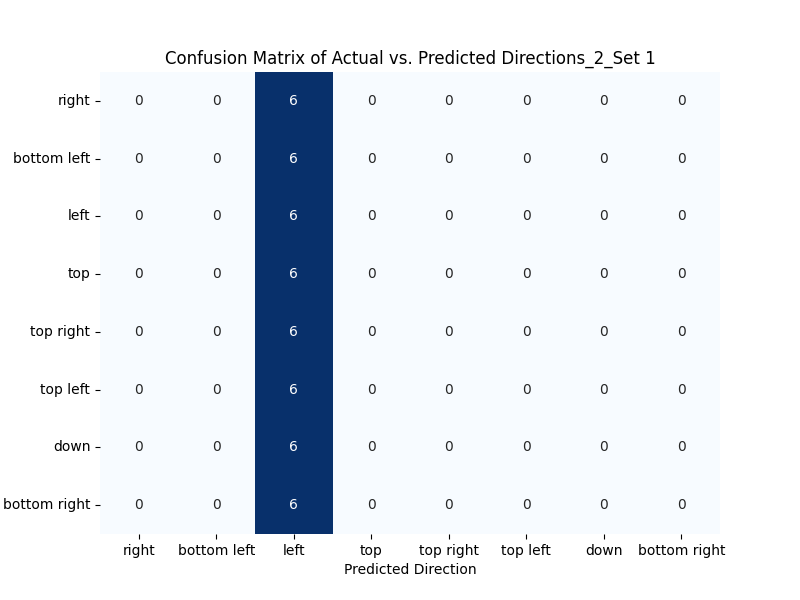 Confusion Matrix of Actual vs. Predicted Directions_2_Set 1
right 0 0 6 0 0 0 0 0
bottom left 0 0 6 0 0 0 0 0
left 0 0 6 0 0 0 0 0
top 0 0 6 0 0 0 0 0
top right 0 0 6 0 0 0 0 0
top left 0 0 6 0 0 0 0 0
down 0 0 6 0 0 0 0 0
bottom right 0 0 6 0 0 0 0 0
right bottom left left top top right top left down bottom right
Predicted Direction